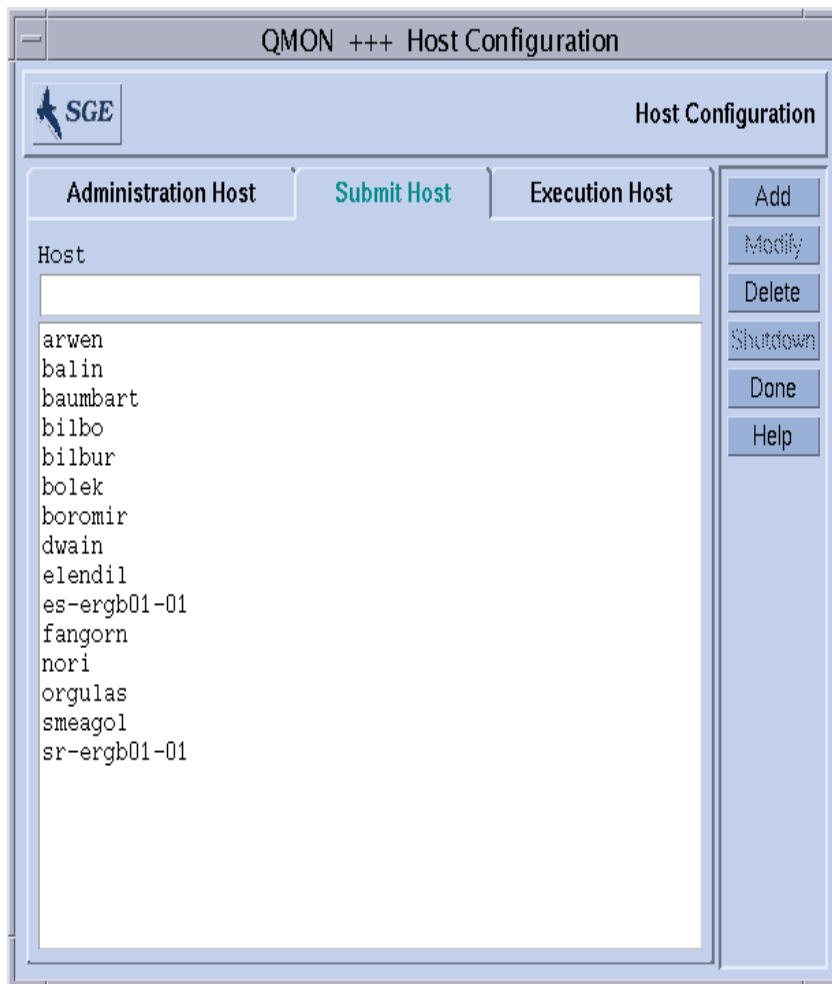 QMON +++ Host Configuration
SGE
Host Configuration
Administration Host
Submit Host
Execution Host
Host
arwen
balin
baumbart
bilbo
bilbur
bolek
boromir
dwain
elendil
es-ergb01-01
fangorn
nori
orgulas
smeagol
sr-ergb01-01
Add
Modify
Delete
Shutdown
Done
Help